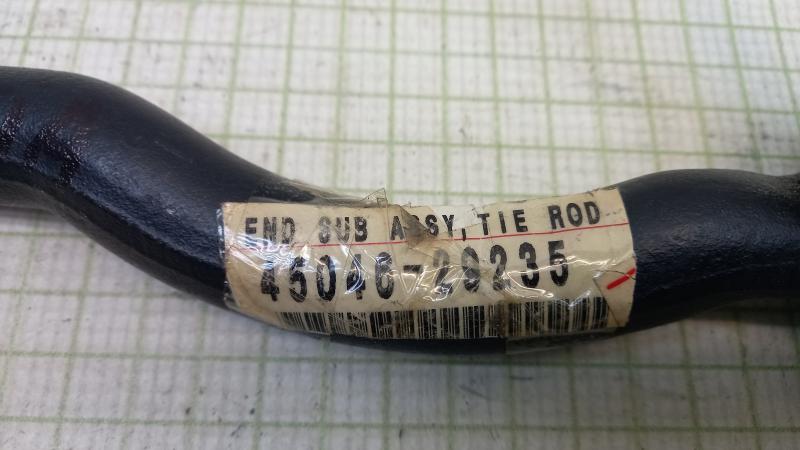 END SUB ASSY, TIE ROD
45046-29235